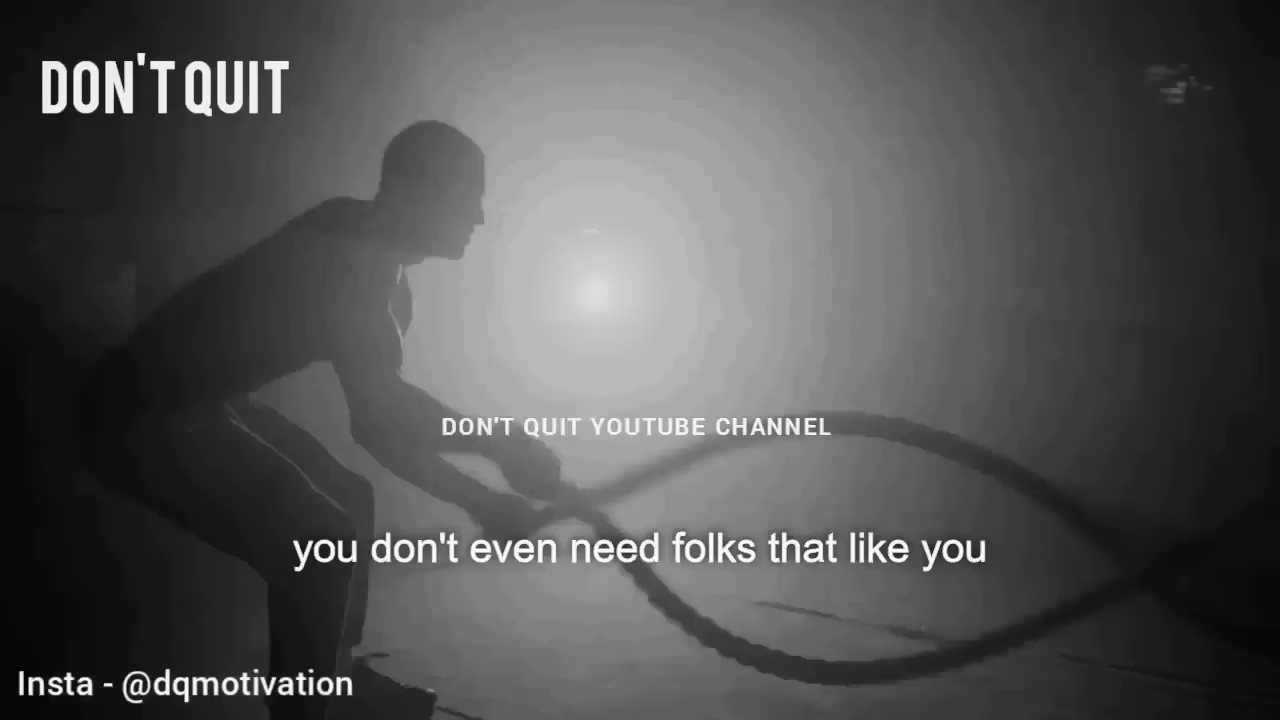 DON'T QUIT
DON'T QUIT YOUTUBE CHANNEL
you don't even need folks that like you
Insta - @dqmotivation